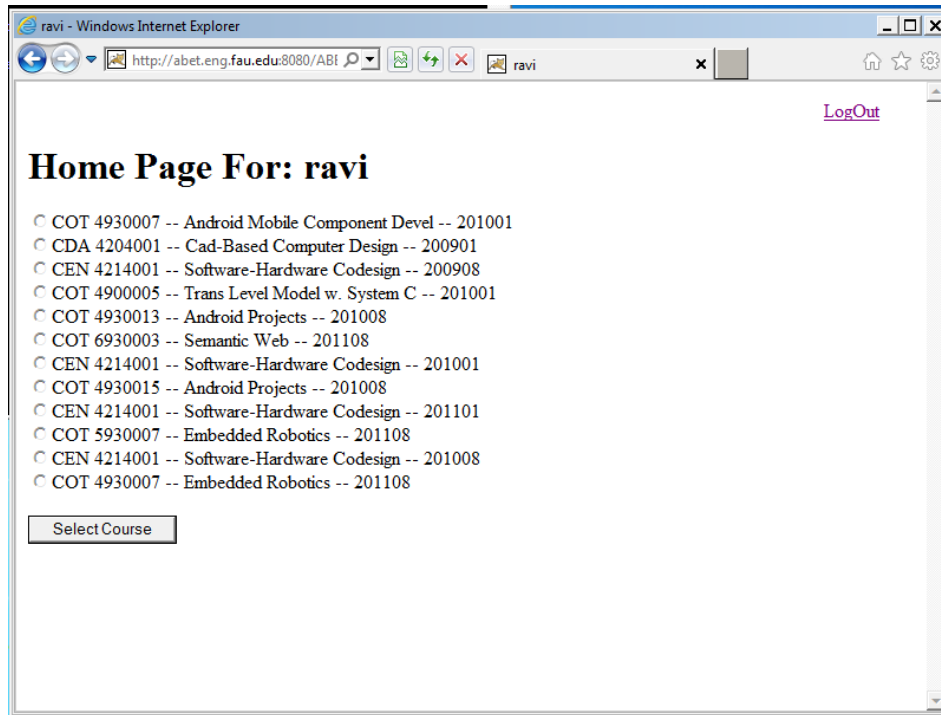 ravi - Windows Internet Explorer
http://abet.eng.fau.edu:8080/ABI
ravi
LogOut
Home Page For: ravi
COT 4930007 -- Android Mobile Component Devel -- 201001
CDA 4204001 -- Cad-Based Computer Design -- 200901
CEN 4214001 -- Software-Hardware Codesign -- 200908
COT 4900005 -- Trans Level Model w. System C -- 201001
COT 4930013 -- Android Projects -- 201008
COT 6930003 -- Semantic Web -- 201108
CEN 4214001 -- Software-Hardware Codesign -- 201001
COT 4930015 -- Android Projects -- 201008
CEN 4214001 -- Software-Hardware Codesign -- 201101
COT 5930007 -- Embedded Robotics -- 201108
CEN 4214001 -- Software-Hardware Codesign -- 201008
COT 4930007 -- Embedded Robotics -- 201108
Select Course